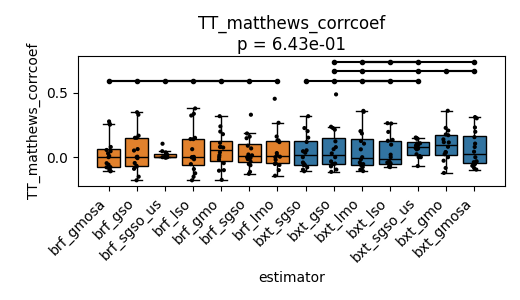 TT_matthews_corrcoef
p = 6.43e-01
TT_matthews_corrcoef
0.5
0.0
brf_gmosa
brf_gso
brf_sgso_us
brf_lso
brf_gmo
brf_sgso
brf_lmo
bxt_sgso
bxt_gso
bxt_lmo
bxt_lso
bxt_sgso_us
bxt_gmo
bxt_gmosa
estimator